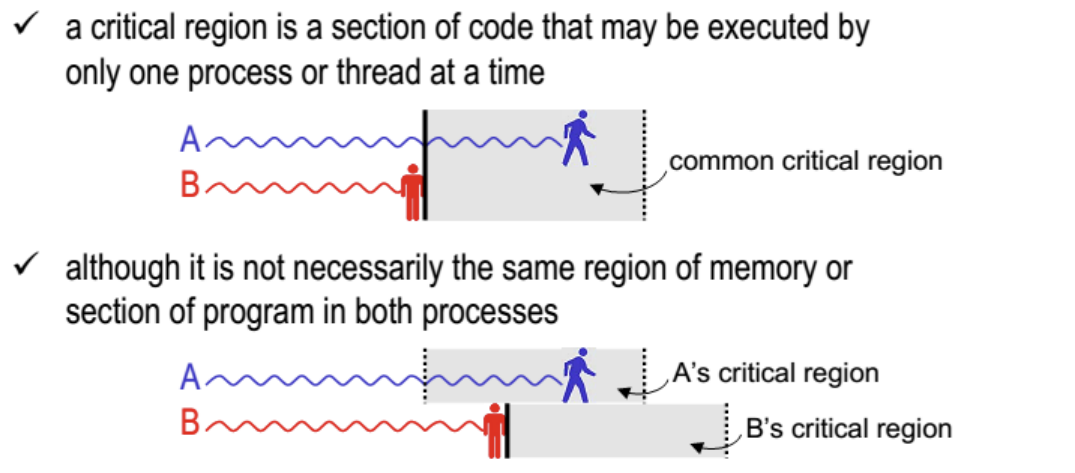 ✓ a critical region is a section of code that may be executed by
only one process or thread at a time
A
B
common critical region
✓ although it is not necessarily the same region of memory or
section of program in both processes
A
A's critical region
B
B's critical region